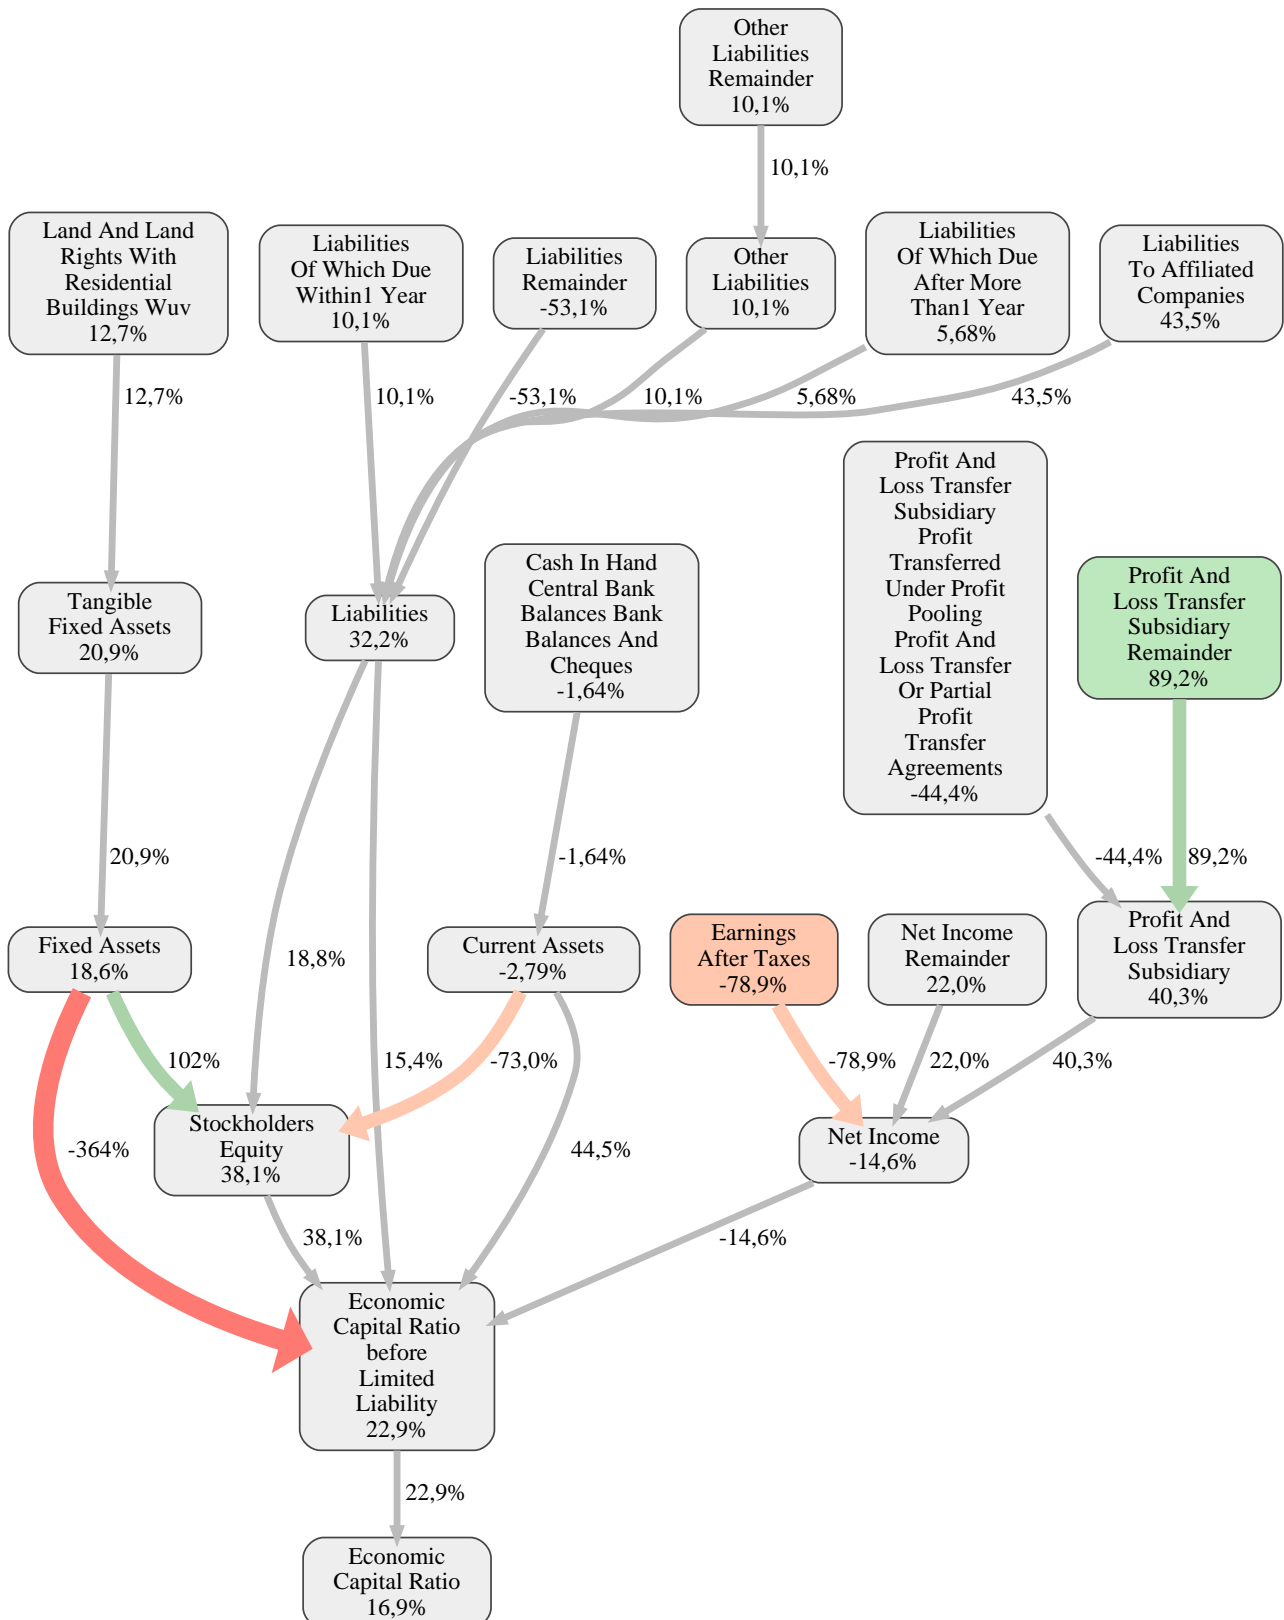 Other
Liabilities
Remainder
10,1%
10,1%
Land And Land
Rights With
Residential
Buildings Wuv
12,7%
Liabilities
Of Which Due
Within1 Year
10,1%
Liabilities
Remainder
-53,1%
Other
Liabilities
10,1%
Liabilities
Of Which Due
After More
Than1 Year
5,68%
Liabilities
To Affiliated
Companies
43,5%
12,7%
10,1%
-53,1%
10,1%
5,68%
43,5%
Profit And
Loss Transfer
Subsidiary
Profit
Transferred
Under Profit
Pooling
Profit And
Loss Transfer
Or Partial
Profit
Transfer
Agreements
-44,4%
Cash In Hand
Central Bank
Balances Bank
Balances And
Cheques
-1,64%
Profit And
Loss Transfer
Subsidiary
Remainder
89,2%
Tangible
Fixed Assets
20,9%
Liabilities
32,2%
20,9%
-1,64%
-44,4%
89,2%
Fixed Assets
18,6%
18,8%
Current Assets
-2,79%
Earnings
After Taxes
-78,9%
Net Income
Remainder
22,0%
Profit And
Loss Transfer
Subsidiary
40,3%
102%
15,4%
-73,0%
-78,9%
22,0%
40,3%
-364%
Stockholders
Equity
38,1%
44,5%
Net Income
-14,6%
38,1%
-14,6%
Economic
Capital Ratio
before
Limited
Liability
22,9%
22,9%
Economic
Capital Ratio
16,9%